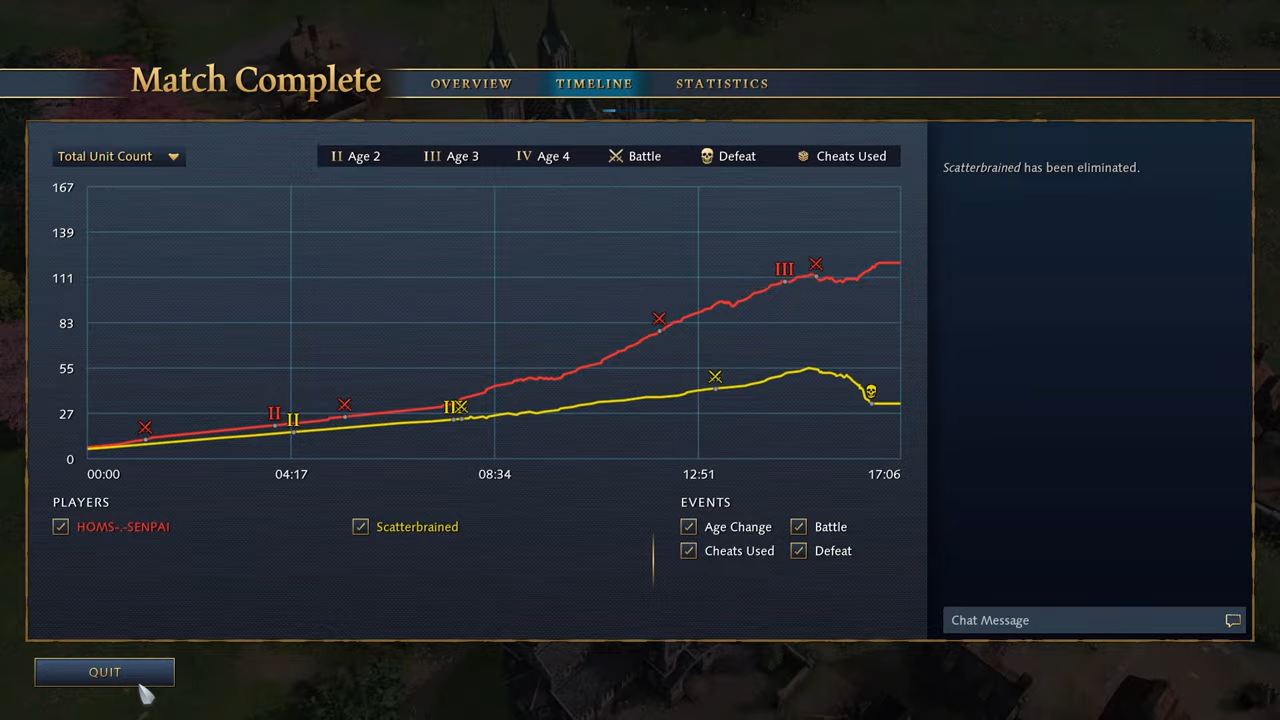 Match Complete
OVERVIEW
TIMELINE
STATISTICS
Total Unit Count
II Age 2
III Age 3
IV Age 4
Battle
Defeat
Cheats Used
Scatterbrained has been eliminated.
167
139
111
83
55
27
0
III
II
II
II
00:00
04:17
08:34
12:51
17:06
PLAYERS
HOMS-.-SENPAI
Scatterbrained
EVENTS
Age Change
Battle
Cheats Used
Defeat
Chat Message
QUIT